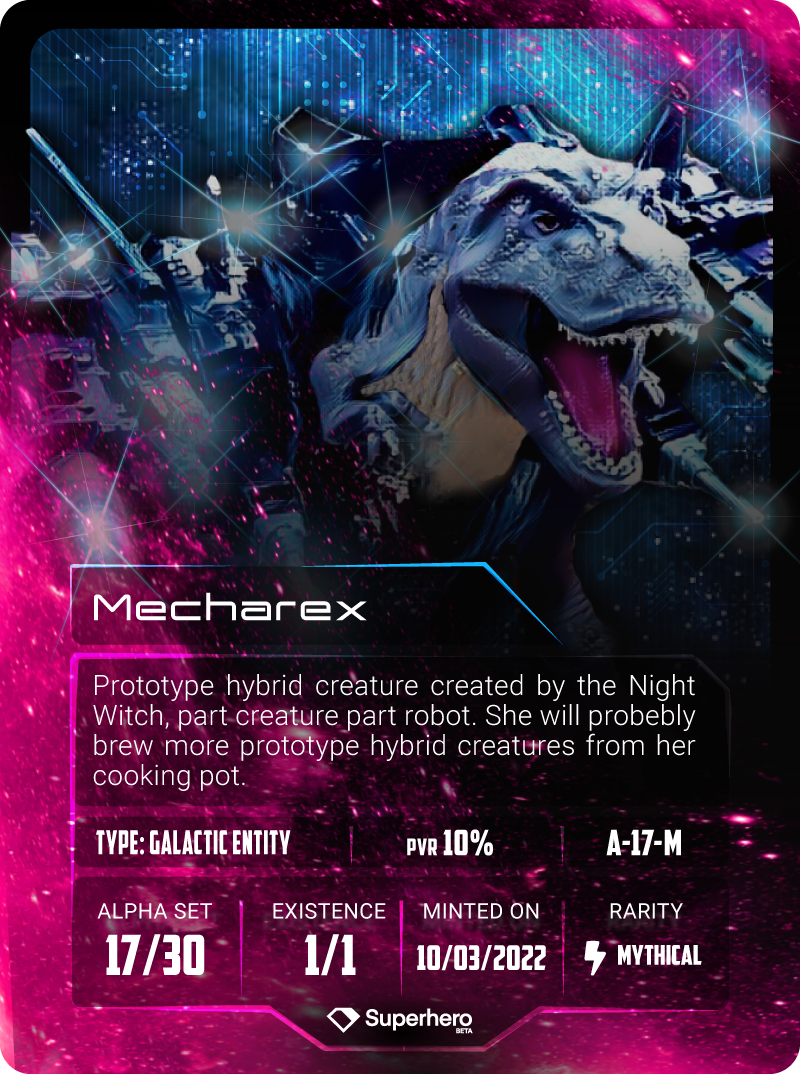 Mecharex
Prototype hybrid creature created by the Night
Witch, part creature part robot. She will probebly
brew more prototype hybrid creatures from her
cooking pot.
TYPE: GALACTIC ENTITY PVR 10% A-17-M
ALPHA SET EXISTENCE MINTED ON RARITY
17/30 1/1 10/03/2022 MYTHICAL
Superhero
BETA